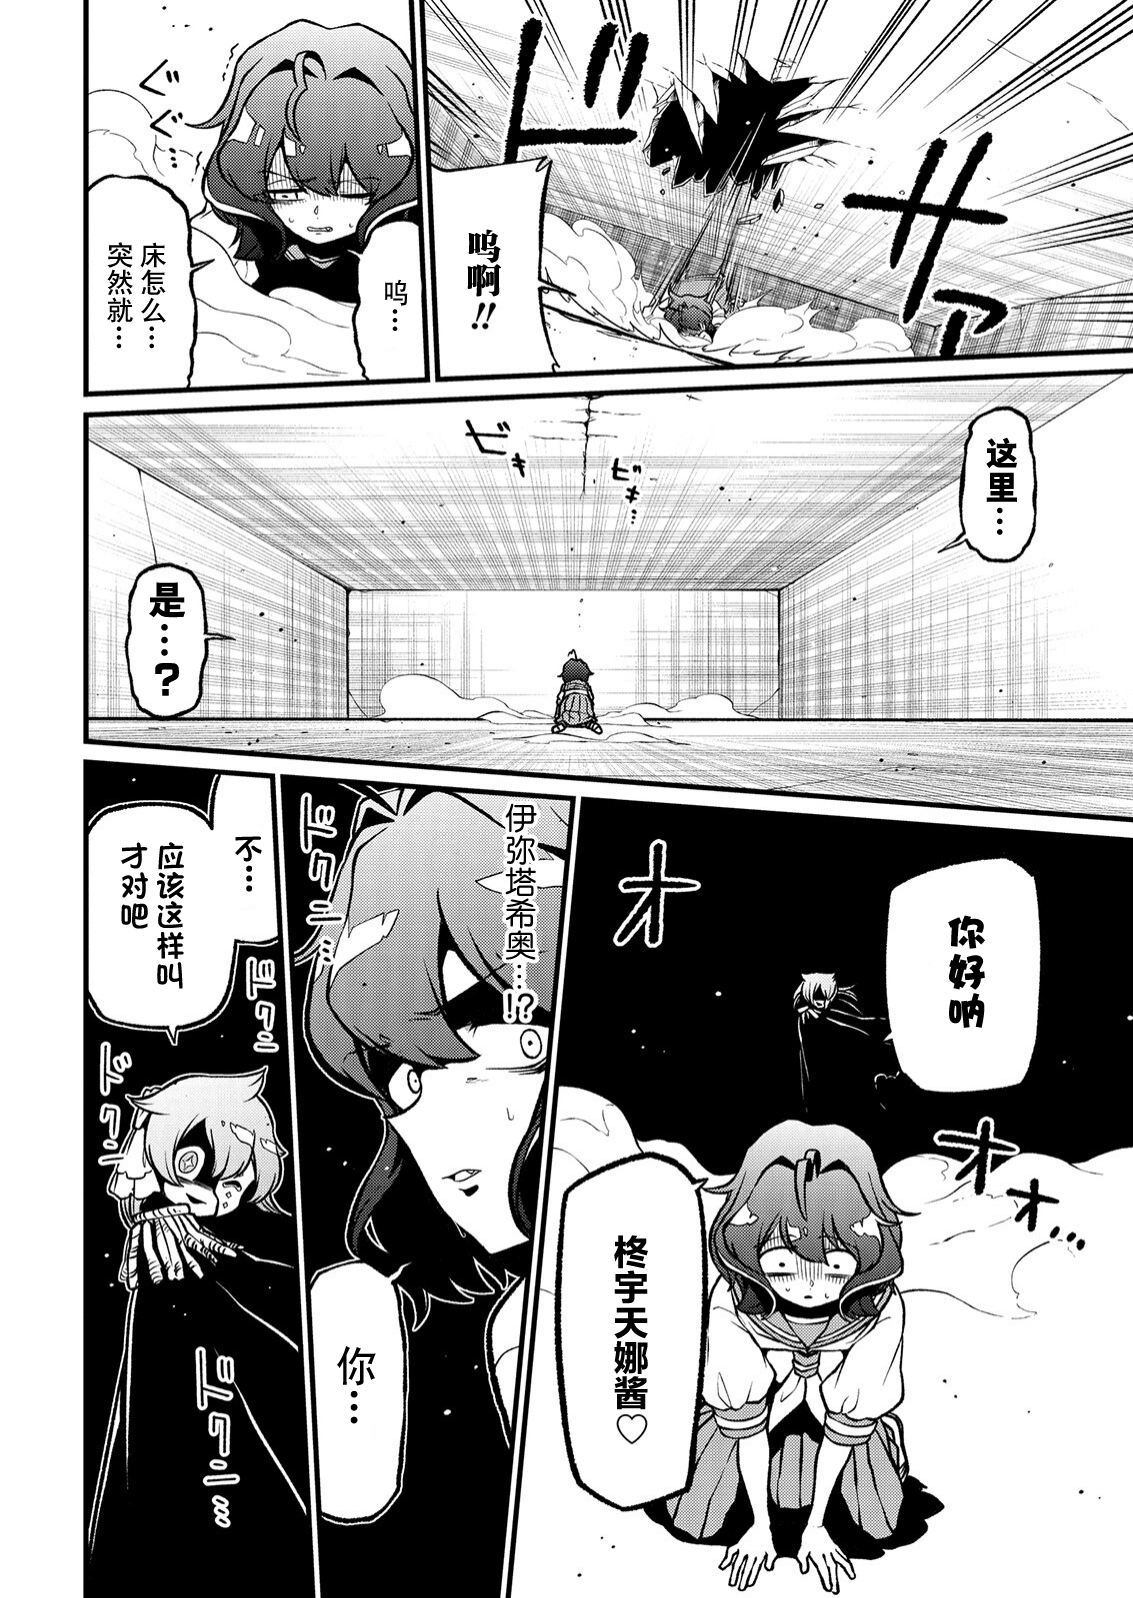 ドサァ
呜啊!!
呜…
床怎么…
突然就…
ぐぐ…
这里…
ビキ
ビキ…
是…?
你好呐
オ
オオ…
柊宇天娜酱♡
伊弥塔希奥…!?
ドクン…
你…
不…
应该这样叫
才对吧
ドクン
ドクン
ドクン…